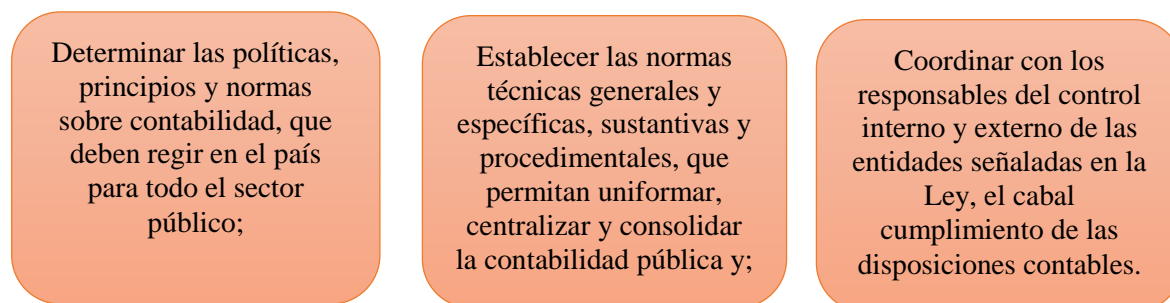 Determinar las políticas,
principios y normas
sobre contabilidad, que
deben regir en el país
para todo el sector
público;
Establecer las normas
técnicas generales y
específicas, sustantivas y
procedimentales, que
permitan uniformar,
centralizar y consolidar
la contabilidad pública y;
Coordinar con los
responsables del control
interno y externo de las
entidades señaladas en la
Ley, el cabal
cumplimiento de las
disposiciones contables.